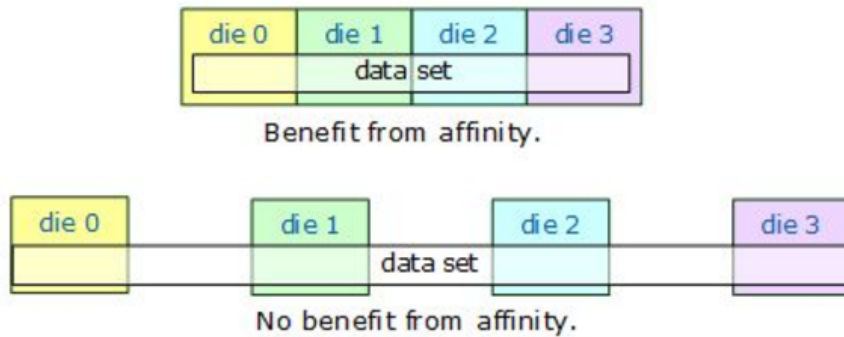 die 0 die 1 die 2 die 3
data set
Benefit from affinity.
die 0 die 1 die 2 die 3
data set
No benefit from affinity.